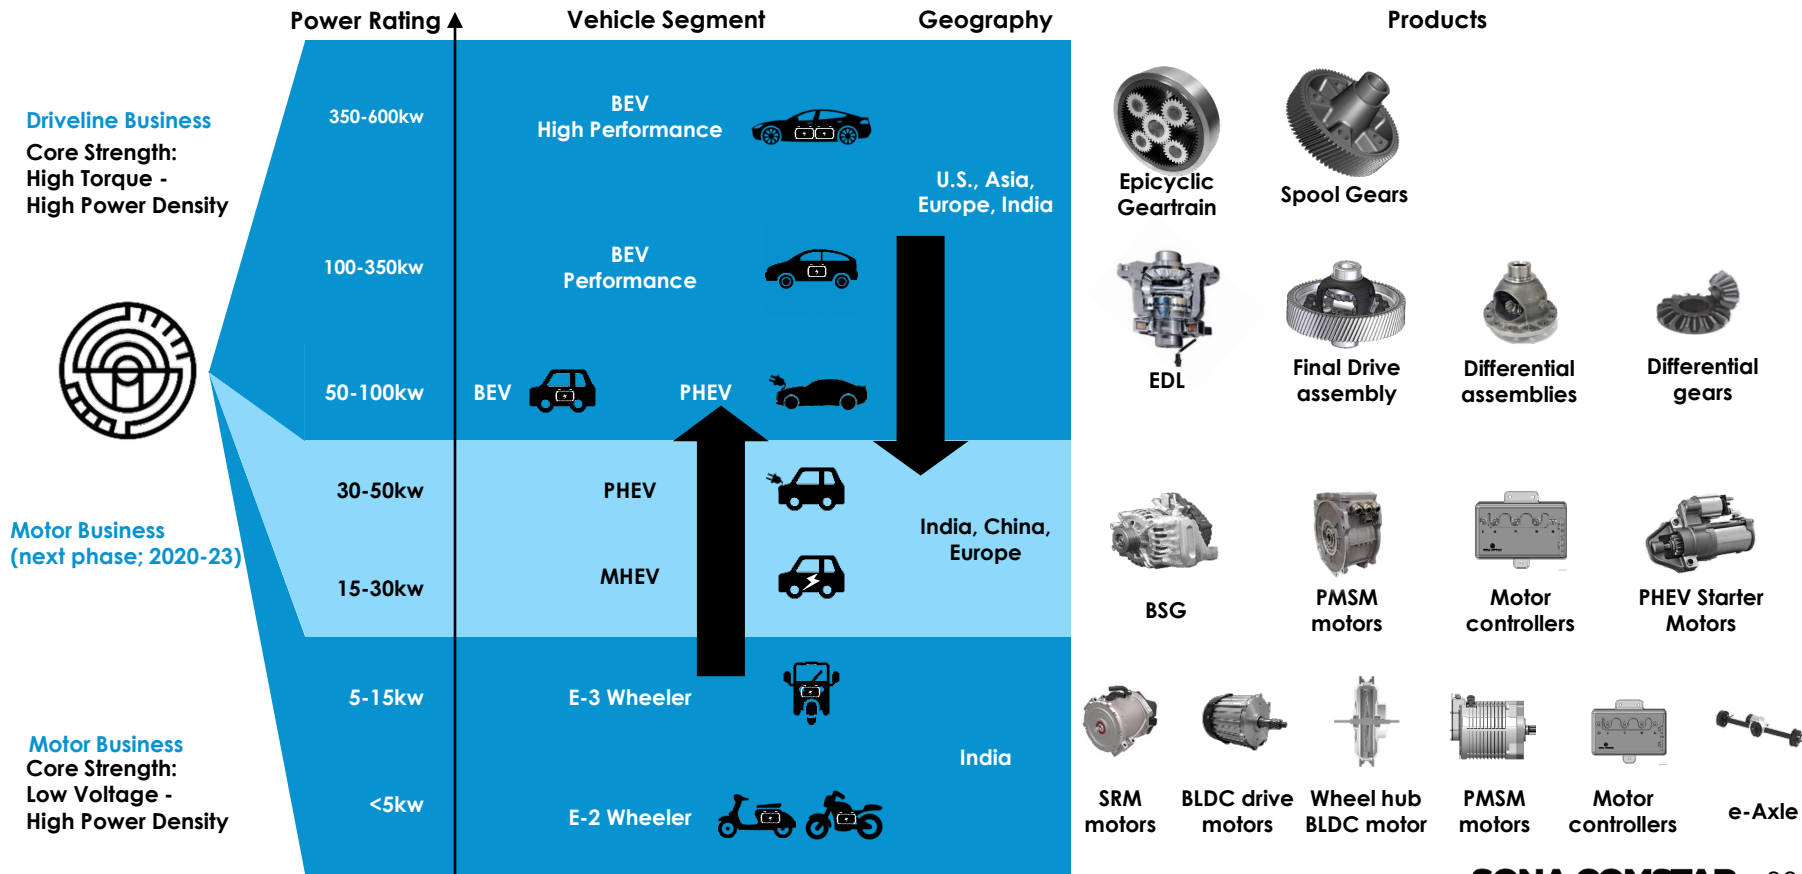 Power Rating
Vehicle Segment
Geography
Products
Driveline Business
Core Strength:
High Torque -
High Power Density
350-600kw
BEV
High Performance
U.S., Asia,
Europe, India
Epicyclic
Geartrain
Spool Gears
100-350kw
BEV
Performance
50-100kw
BEV
PHEV
EDL
Final Drive
assembly
Differential
assemblies
Differential
gears
Motor Business
(next phase; 2020-23)
30-50kw
PHEV
15-30kw
MHEV
India, China,
Europe
BSG
PMSM
motors
Motor
controllers
PHEV Starter
Motors
Motor Business
Core Strength:
Low Voltage -
High Power Density
5-15kw
E-3 Wheeler
<5kw
E-2 Wheeler
India
SRM
motors
BLDC drive
motors
Wheel hub
BLDC motor
PMSM
motors
Motor
controllers
e-Axle
SONA COMSTAR